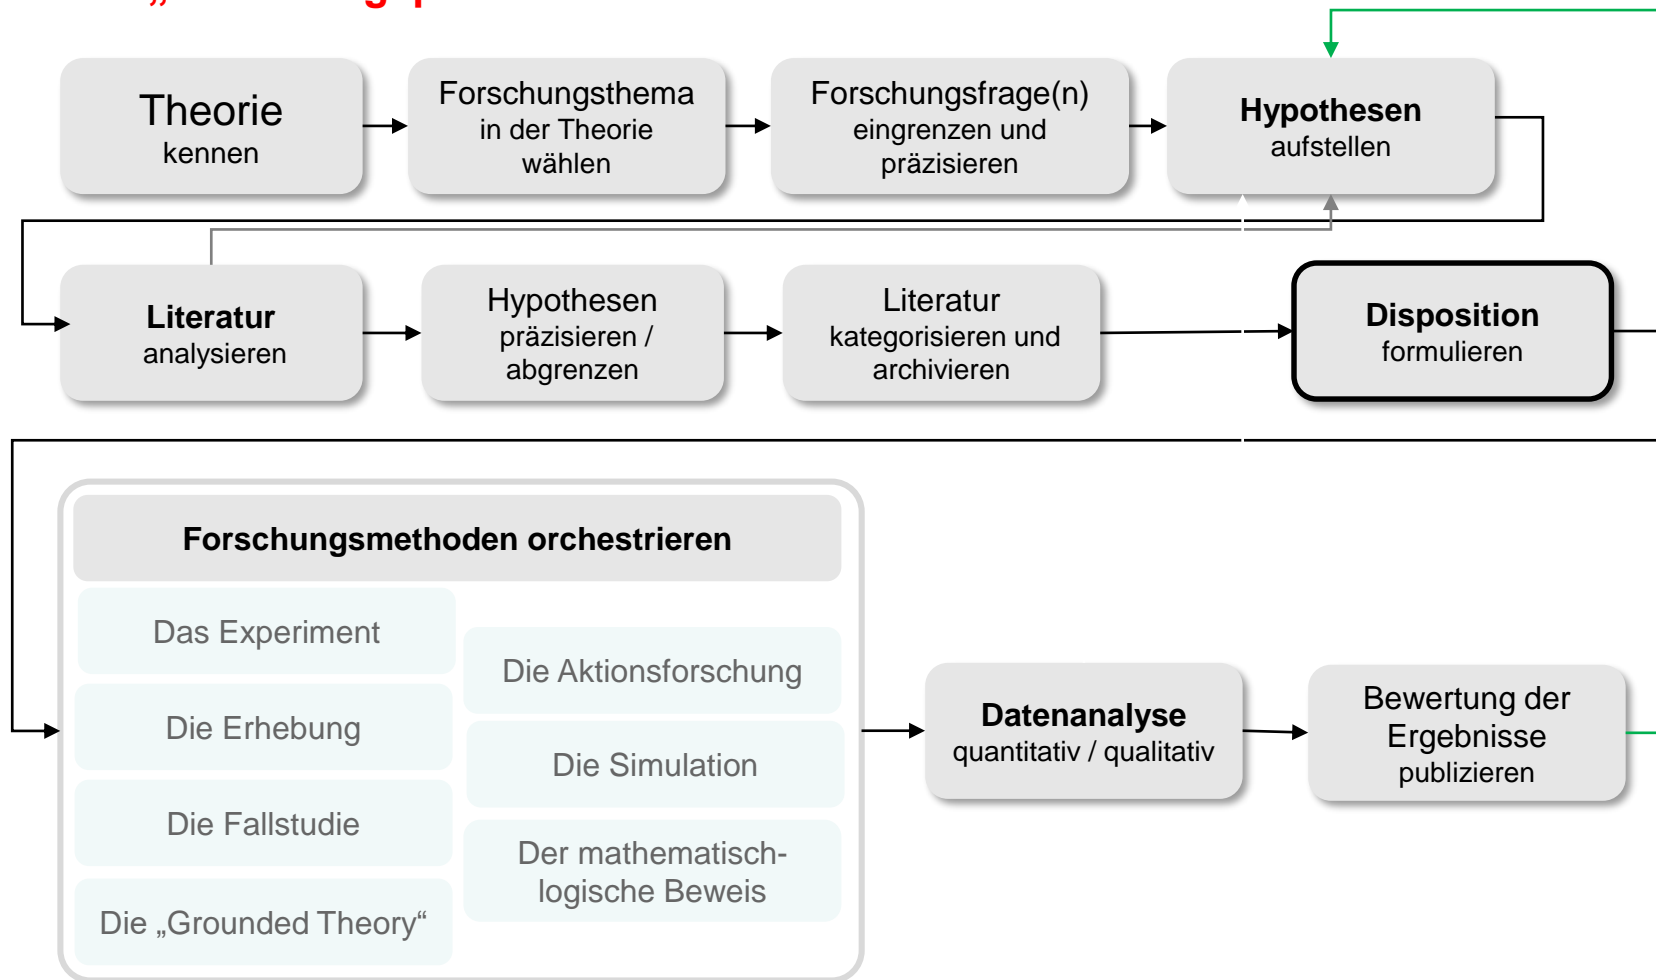 Theorie
kennen
Forschungsthema
in der Theorie
wählen
Forschungsfrage(n)
eingrenzen und
präzisieren
Hypothesen
aufstellen
Literatur
analysieren
Hypothesen
präzisieren /
abgrenzen
Literatur
kategorisieren und
archivieren
Disposition
formulieren
Forschungsmethoden orchestrieren
Das Experiment
Die Erhebung
Die Fallstudie
Die „Grounded Theory“
Die Aktionsforschung
Die Simulation
Der mathematisch-
logische Beweis
Datenanalyse
quantitativ / qualitativ
Bewertung der
Ergebnisse
publizieren